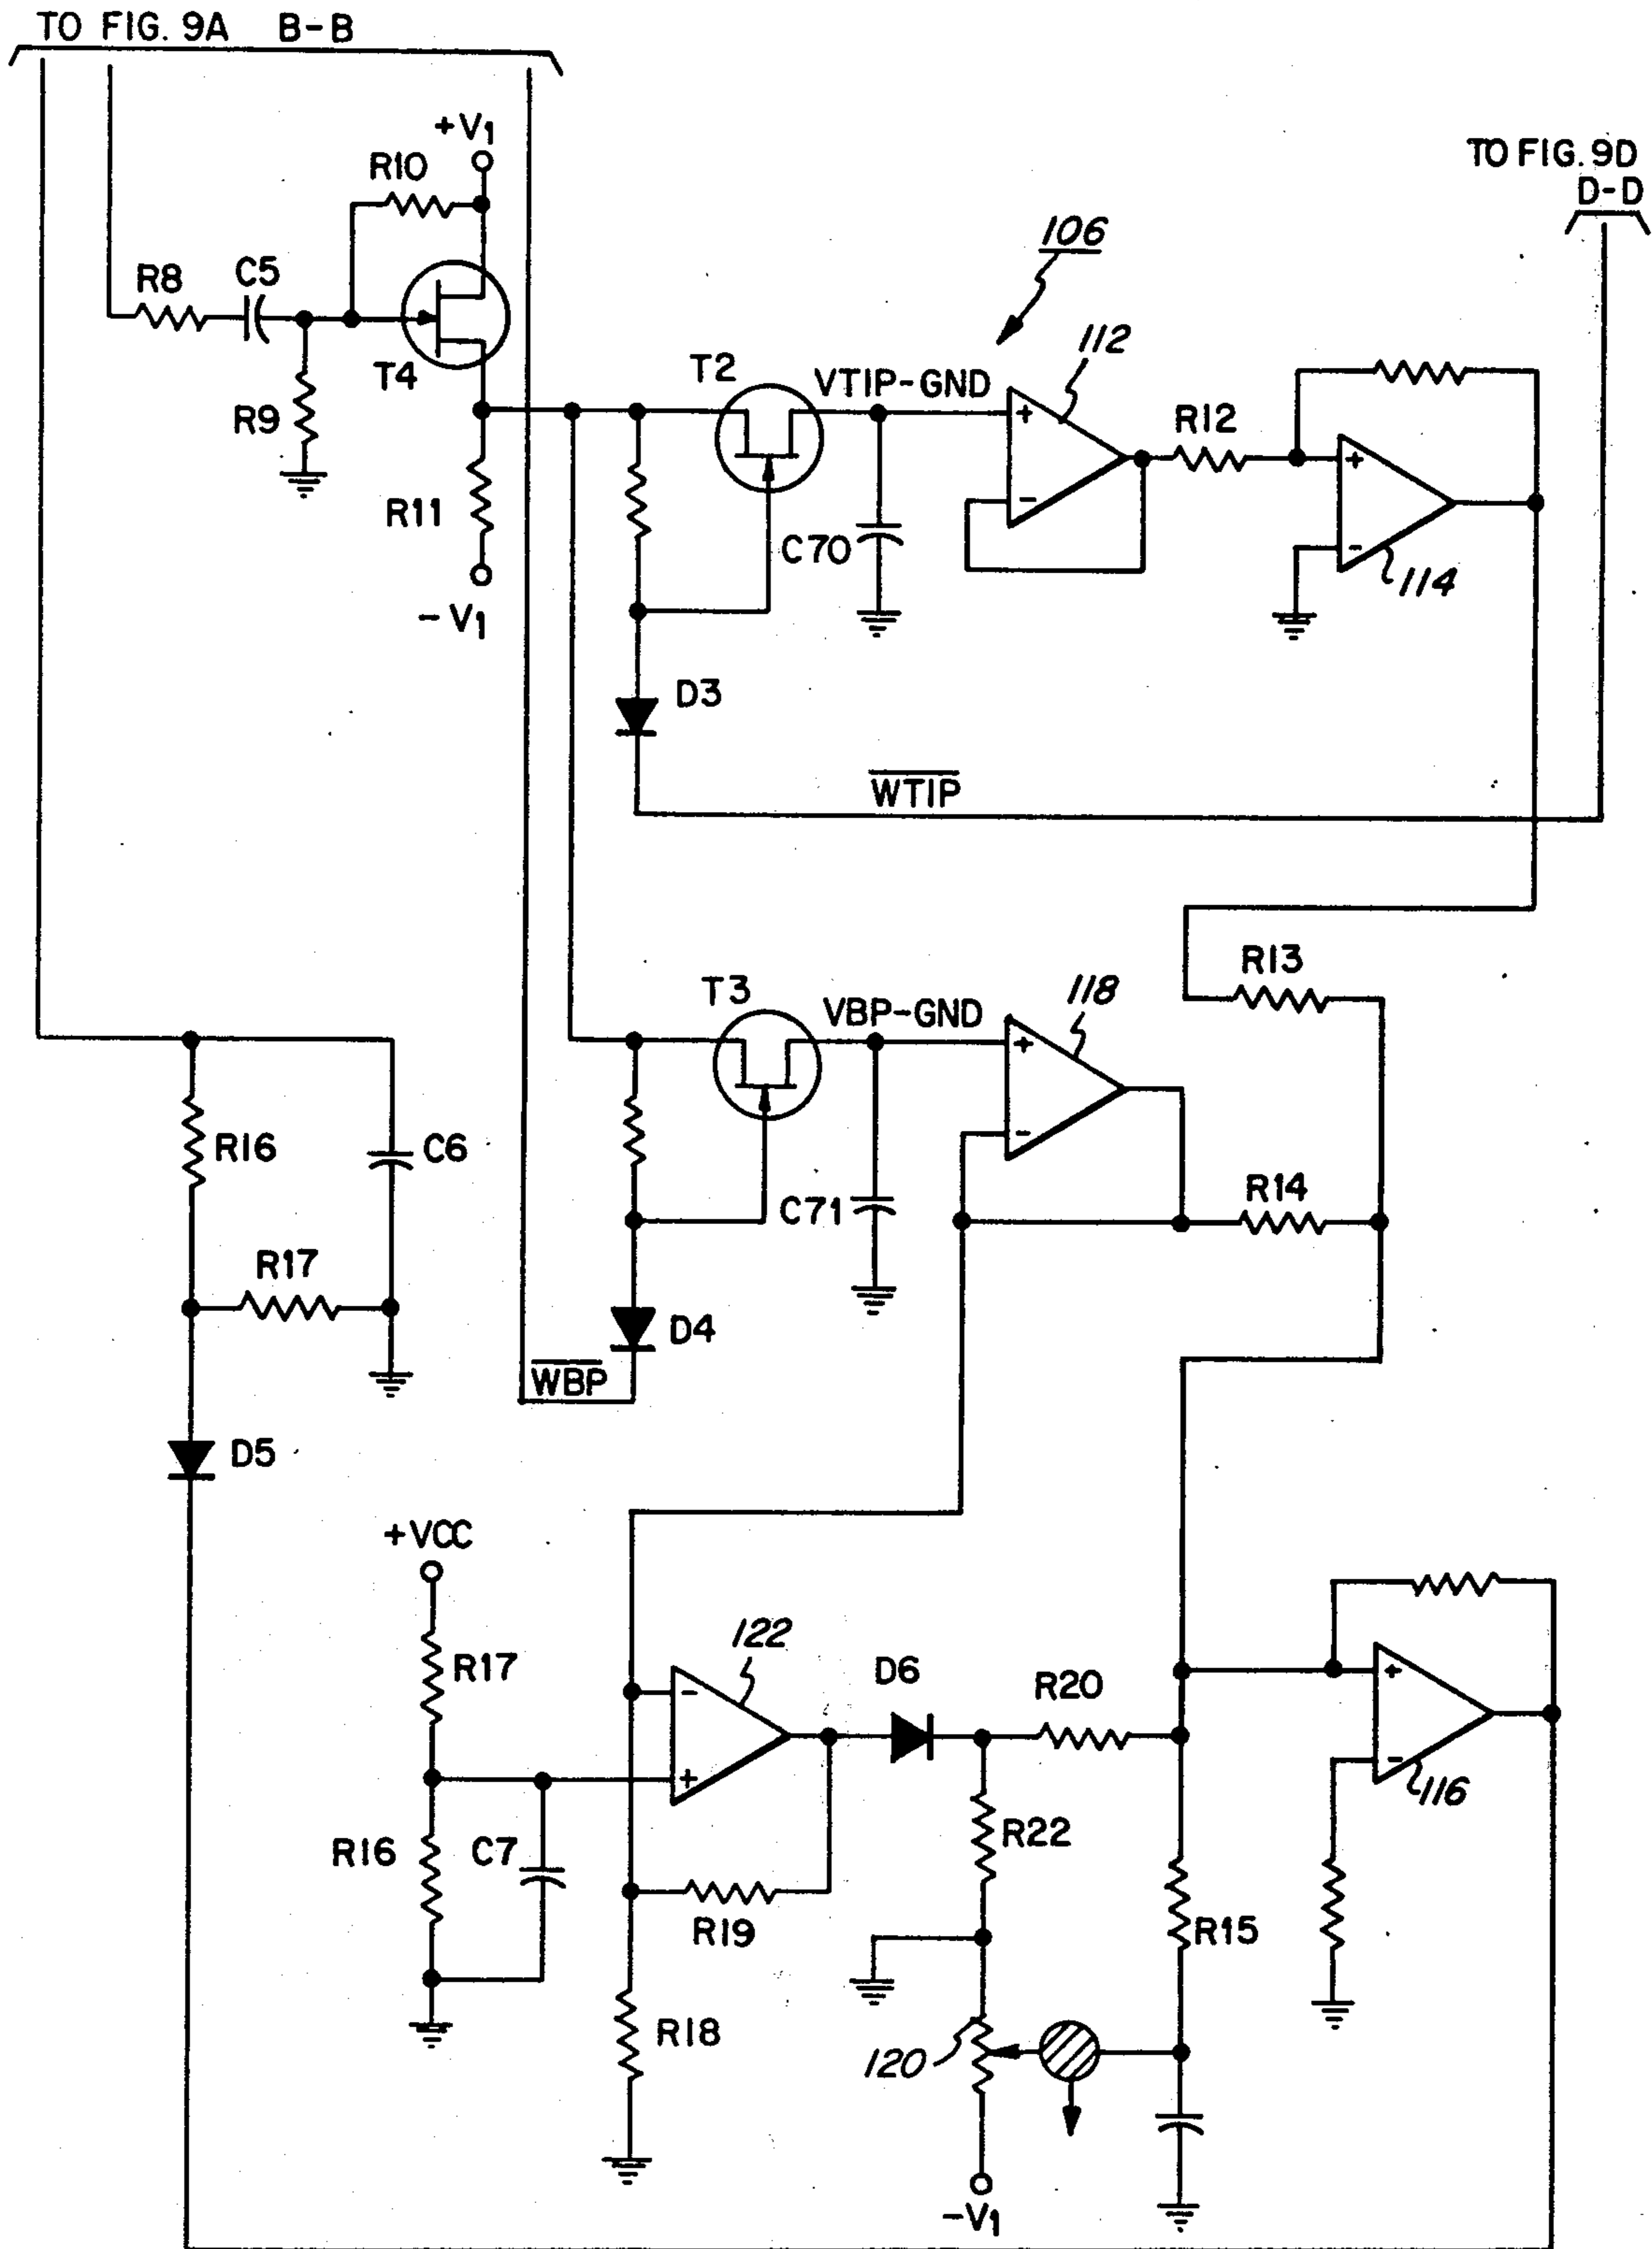 TO FIG. 9A B-B
+V1
TO FIG. 9D
D-D
R10
106
R8
C5
112
T4
T2
VTIP-GND
R12
R9
R11
C70
114
-V1
D3
WTIP
R13
T3
VBP-GND
118
R16
C6
C71
R14
R17
D4
WBP
D5
+VCC
122
R17
D6
R20
116
R16
C7
R22
R19
R15
R18
120
-V1